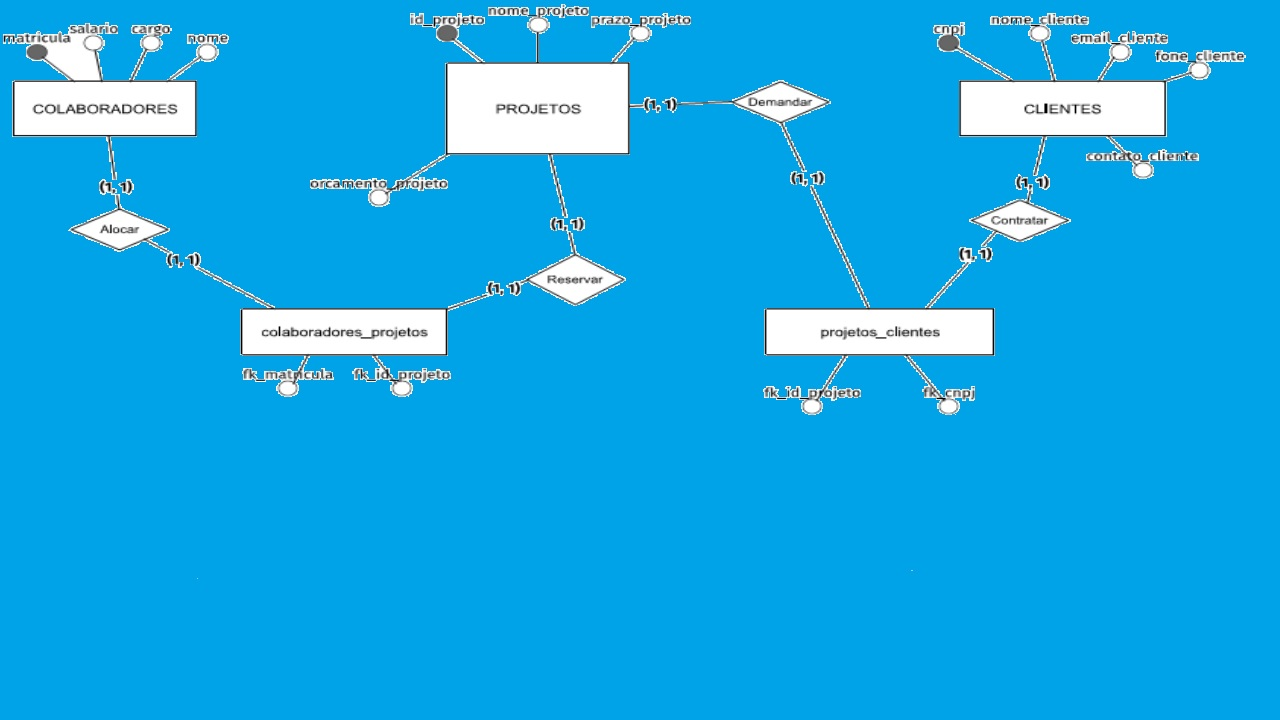 matricula
salario
cargo
nome
COLABORADORES
(1, 1)
Alocar
(1, 1)
id_projeto
nome_projeto
prazo_projeto
PROJETOS
orcamento_projeto
(1, 1)
Reservar
(1, 1)
colaboradores_projetos
fk_matricula
fk_id_projeto
(1, 1)
Demandar
(1, 1)
cnpj
nome_cliente
email_cliente
fone_cliente
CLIENTES
contato_cliente
(1, 1)
Contratar
(1, 1)
projetos_clientes
fk_id_projeto
fk_cnpj